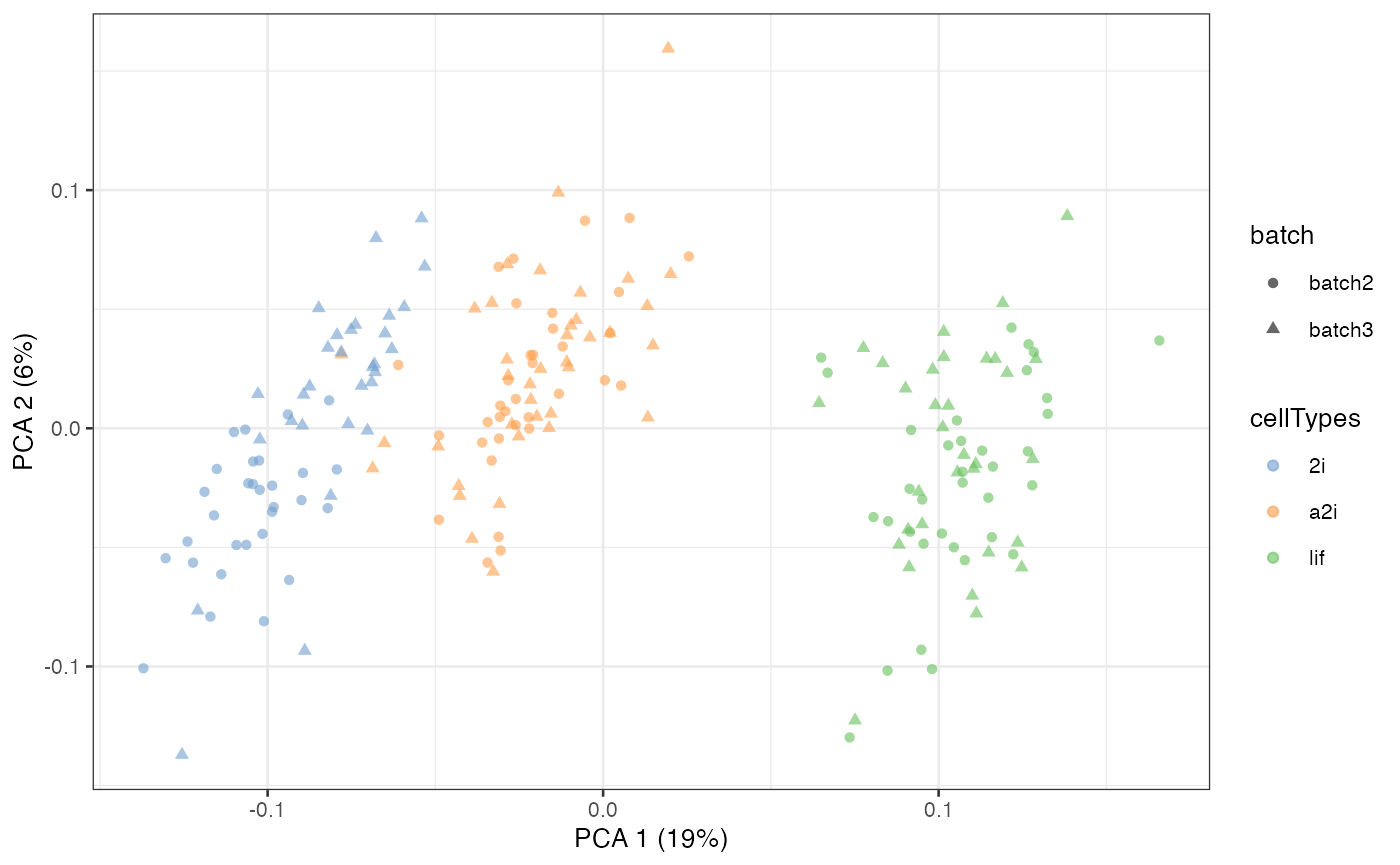 0.1
0.0
-0.1
PCA 2 (6%)
-0.1
0.0
0.1
PCA 1 (19%)
batch
batch2
batch3
cellTypes
2i
a2i
lif